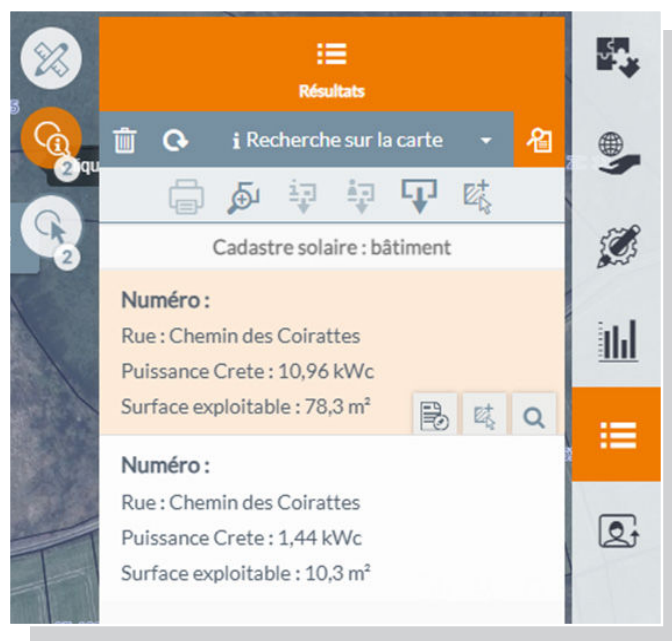 Résultats
i Recherche sur la carte
2
2
Cadastre solaire : bâtiment
Numéro :
Rue : Chemin des Coirattes
Puissance Crete : 10,96 kWc
Surface exploitable : 78,3 m²
Numéro :
Rue : Chemin des Coirattes
Puissance Crete : 1,44 kWc
Surface exploitable : 10,3 m²